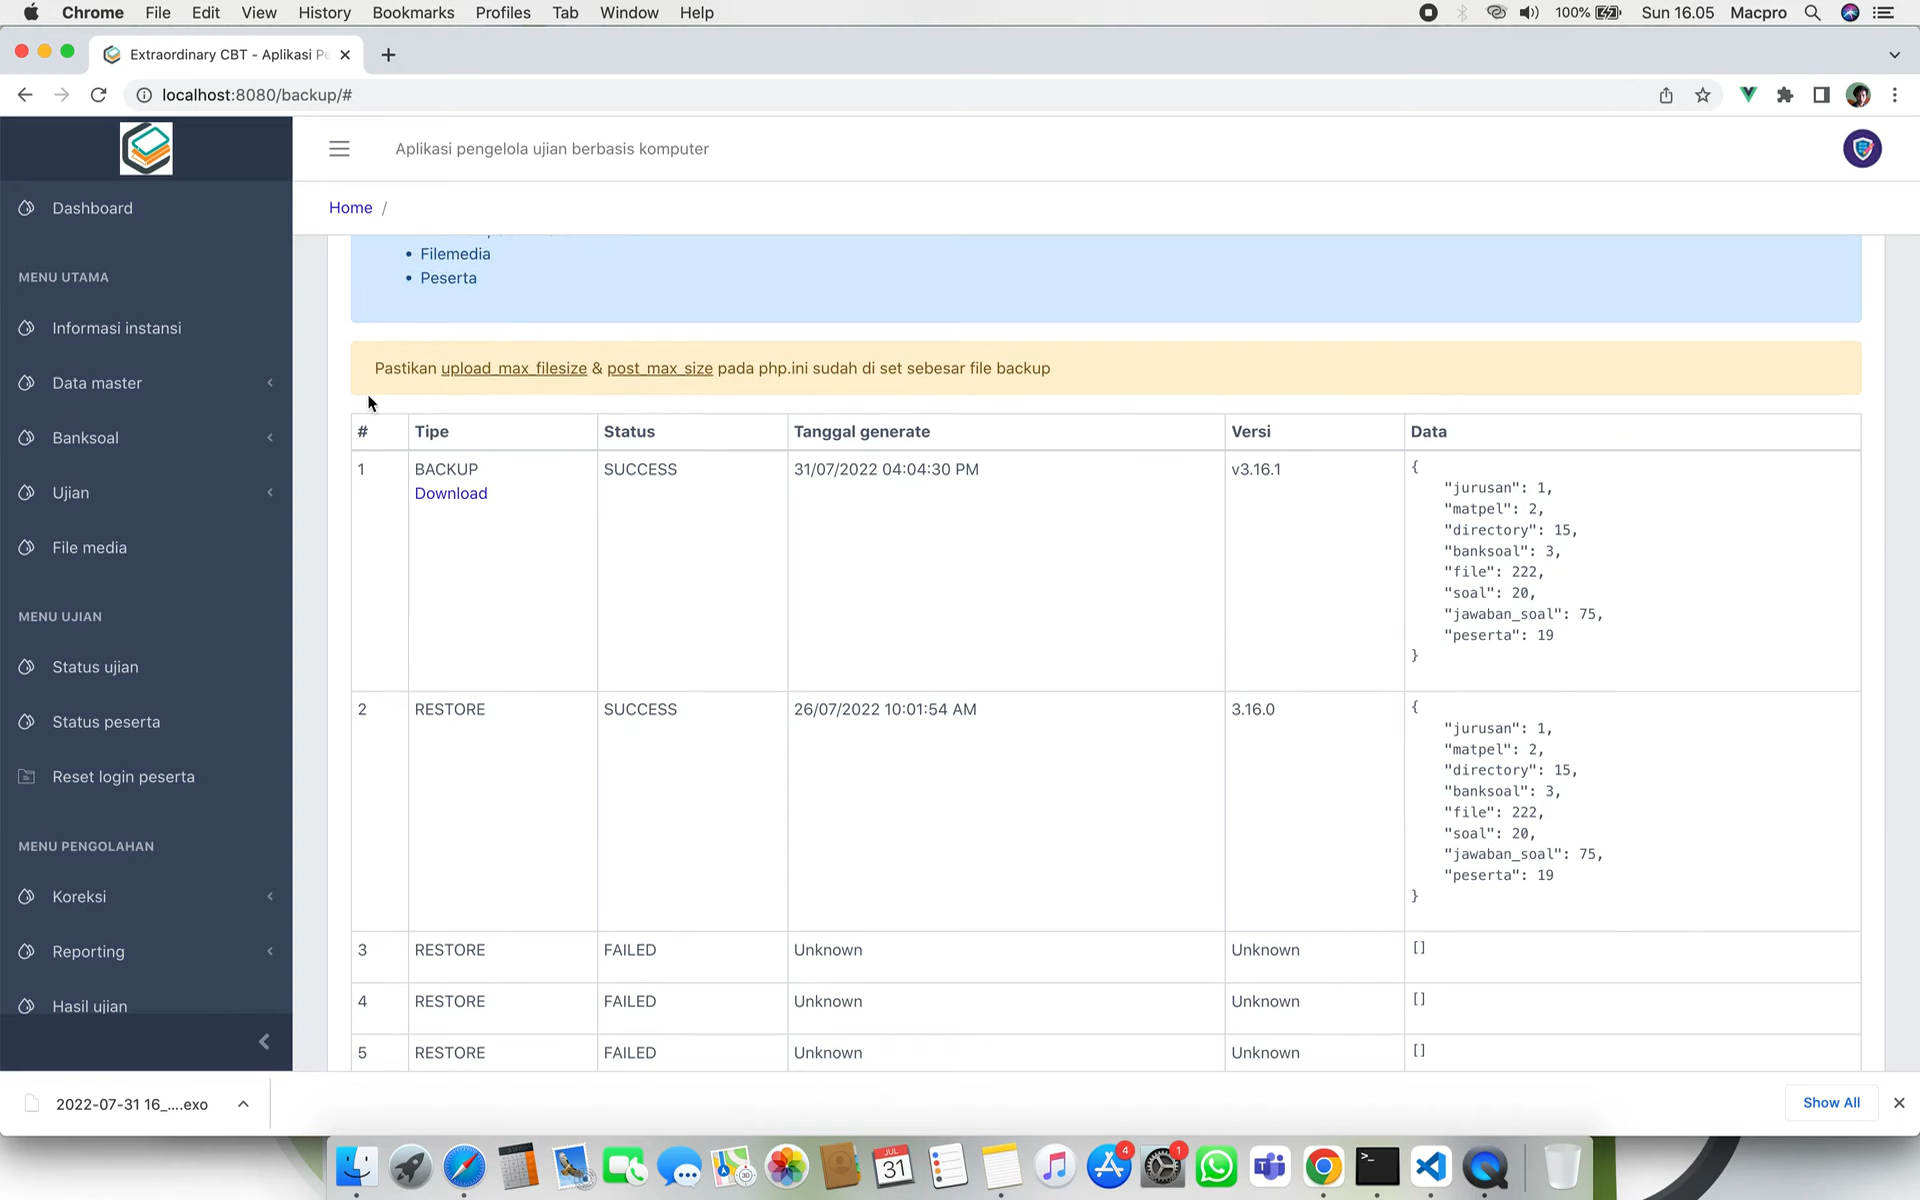 Chrome File Edit View History Bookmarks Profiles Tab Window Help 100% Sun 16.05 Macpro
Extraordinary CBT - Aplikasi Pe
localhost:8080/backup/#
Aplikasi pengelola ujian berbasis komputer
Home /
Dashboard
MENU UTAMA
Informasi instansi
Data master
Banksoal
Ujian
File media
MENU UJIAN
Status ujian
Status peserta
Reset login peserta
MENU PENGOLAHAN
Koreksi
Reporting
Hasil ujian
• Filemedia
• Peserta
Pastikan upload_max_filesize & post_max_size pada php.ini sudah di set sebesar file backup
# Tipe Status Tanggal generate Versi Data
1 BACKUP SUCCESS 31/07/2022 04:04:30 PM v3.16.1 {
Download
"jurusan": 1,
"matpel": 2,
"directory": 15,
"banksoal": 3,
"file": 222,
"soal": 20,
"jawaban_soal": 75,
"peserta": 19
}
2 RESTORE SUCCESS 26/07/2022 10:01:54 AM 3.16.0 {
"jurusan": 1,
"matpel": 2,
"directory": 15,
"banksoal": 3,
"file": 222,
"soal": 20,
"jawaban_soal": 75,
"peserta": 19
}
3 RESTORE FAILED Unknown Unknown []
4 RESTORE FAILED Unknown Unknown []
5 RESTORE FAILED Unknown Unknown []
2022-07-31 16_....exo
Show All
JUL
31
4
1
>_